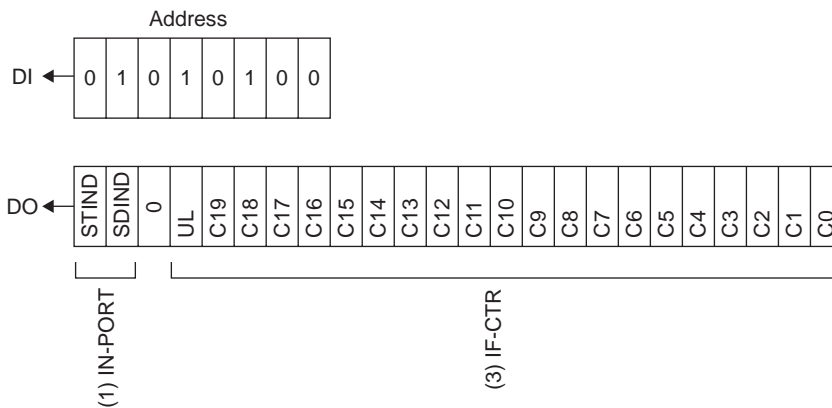 Address
DI 0 1 0 1 0 1 0 0
DO STIND SDIND 0 UL C19 C18 C17 C16 C15 C14 C13 C12 C11 C10 C9 C8 C7 C6 C5 C4 C3 C2 C1 C0
(1) IN-PORT
(3) IF-CTR